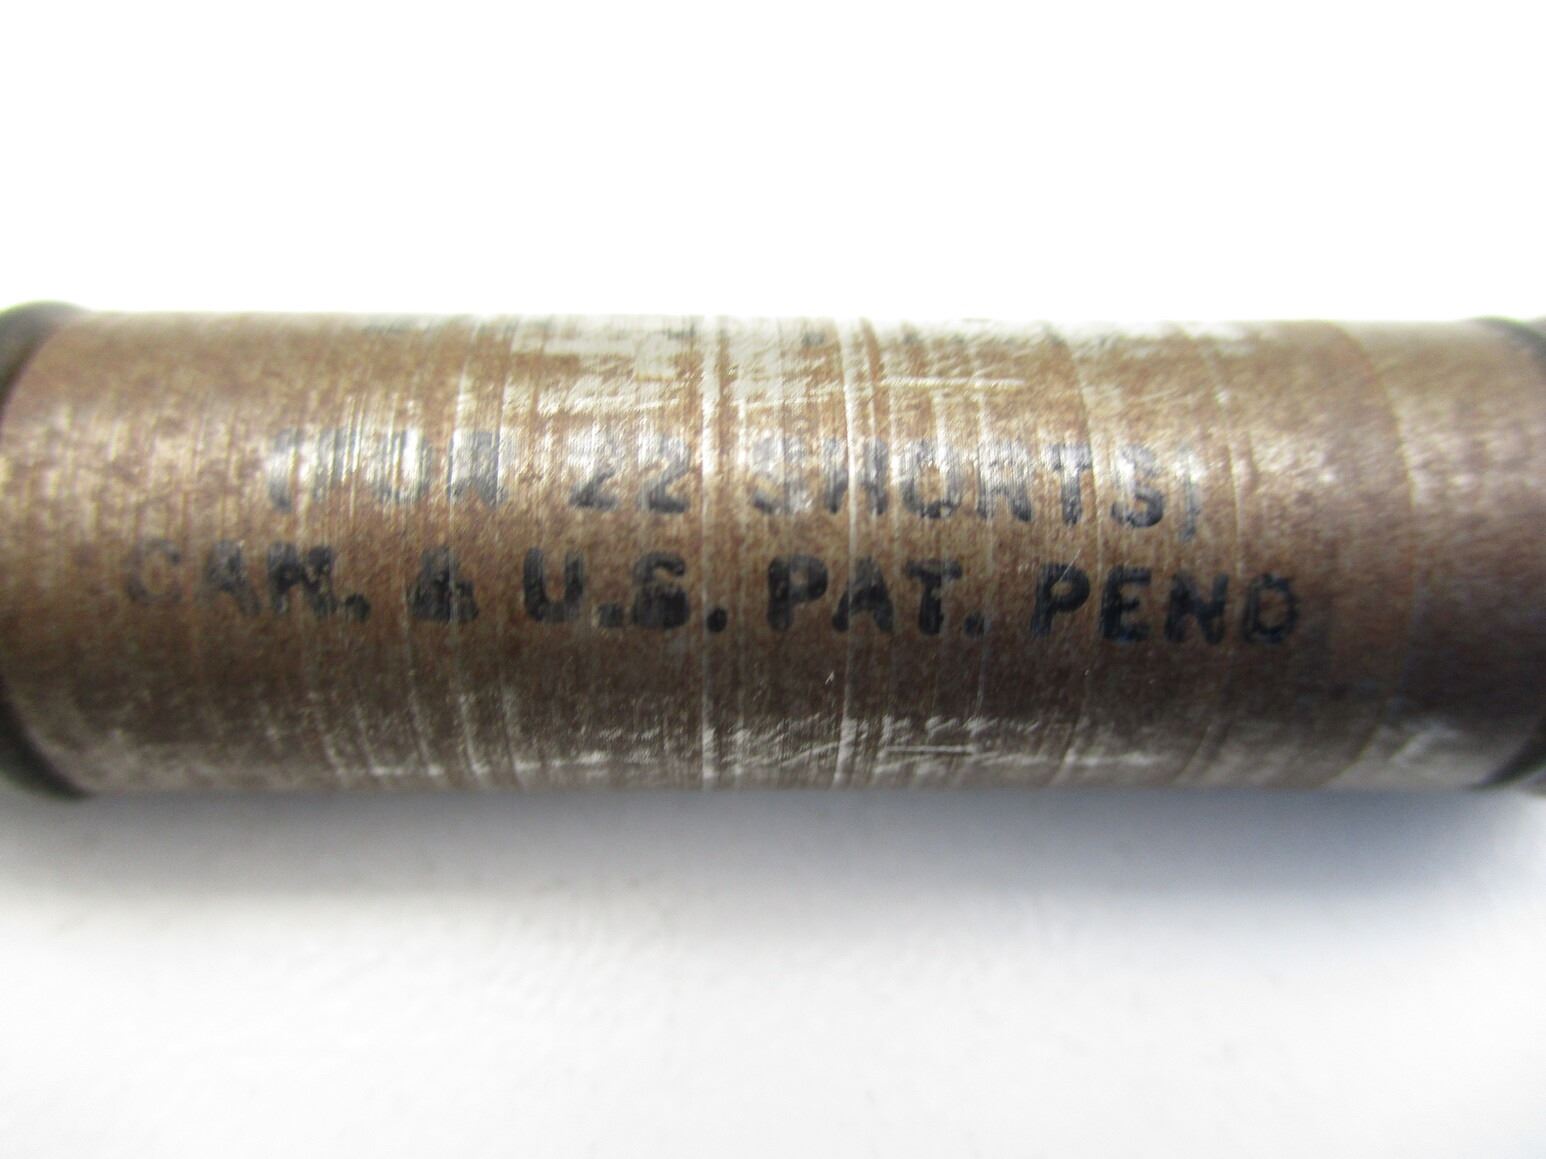 (FOR 22 SHORTS)
CAN. & U.S. PAT. PEND